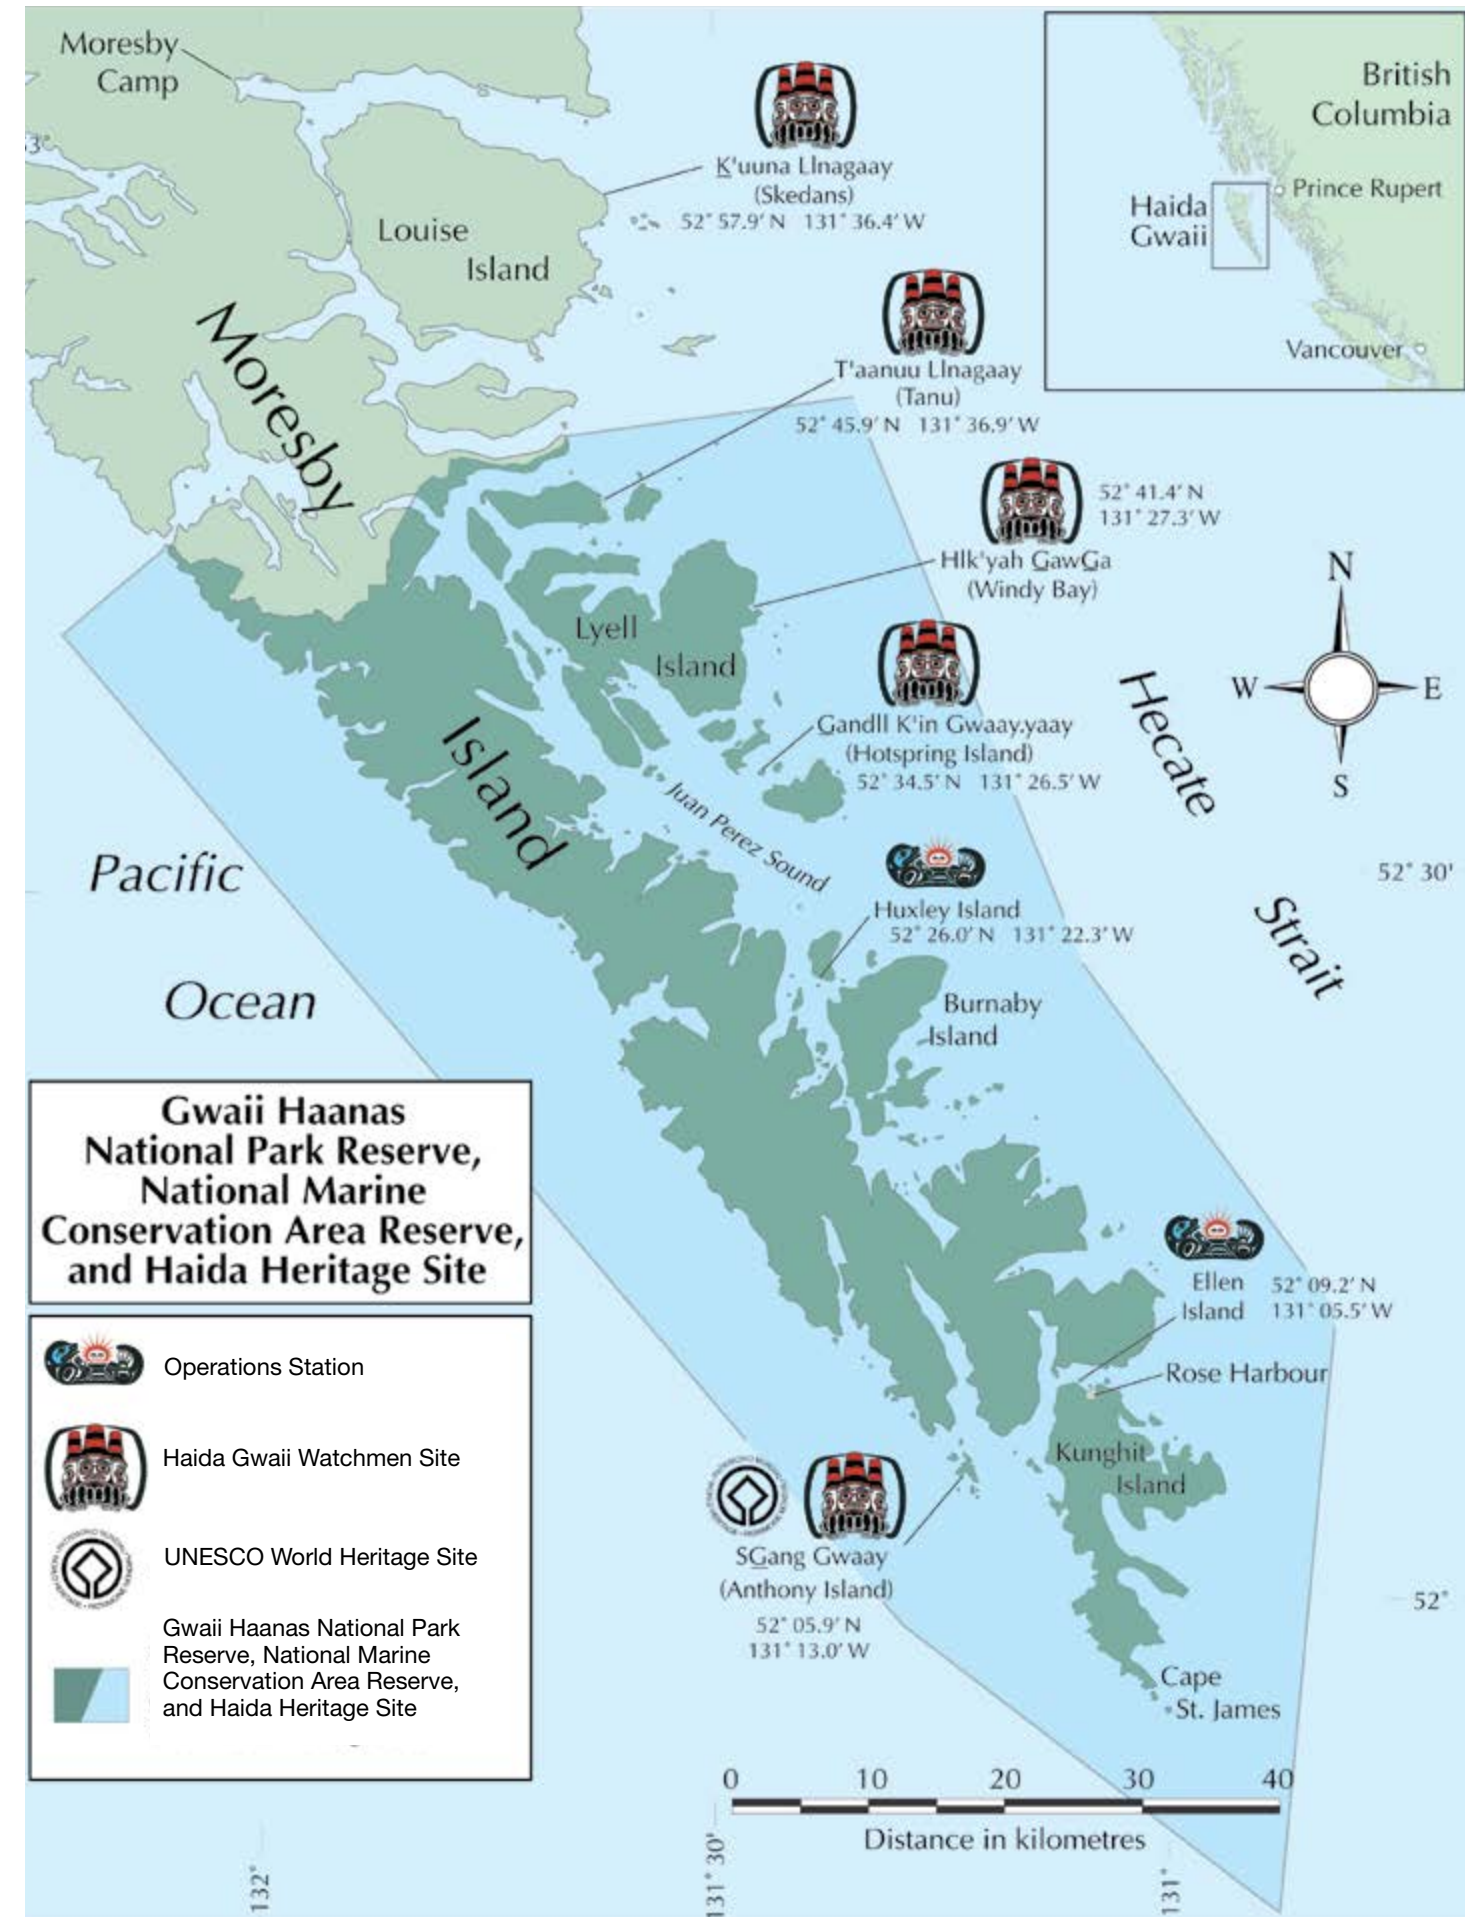 Moresby
Camp
3°
K'uuna Llnagaay
(Skedans)
52° 57.9' N 131° 36.4' W
Louise
Island
British
Columbia
Prince Rupert
Haida
Gwaii
Vancouver
T'aanuu Llnagaay
(Tanu)
52° 45.9' N 131° 36.9' W
Moresby
Island
52° 41.4' N
131° 27.3' W
Hlk'yah GawGa
(Windy Bay)
N
W
E
S
Lyell
Island
Gandll K'in Gwaay.yaay
(Hotspring Island)
52° 34.5' N 131° 26.5' W
Hecate
Strait
Juan Perez Sound
Pacific
Ocean
52° 30'
Huxley Island
52° 26.0' N 131° 22.3' W
Burnaby
Island
Gwaii Haanas
National Park Reserve,
National Marine
Conservation Area Reserve,
and Haida Heritage Site
Ellen
Island
52° 09.2' N
131° 05.5' W
Rose Harbour
Kunghit
Island
Operations Station
Haida Gwaii Watchmen Site
UNESCO World Heritage Site
Gwaii Haanas National Park
Reserve, National Marine
Conservation Area Reserve,
and Haida Heritage Site
SGang Gwaay
(Anthony Island)
52° 05.9' N
131° 13.0' W
52°
Cape
St. James
0 10 20 30 40
Distance in kilometres
132°
131° 30'
131°